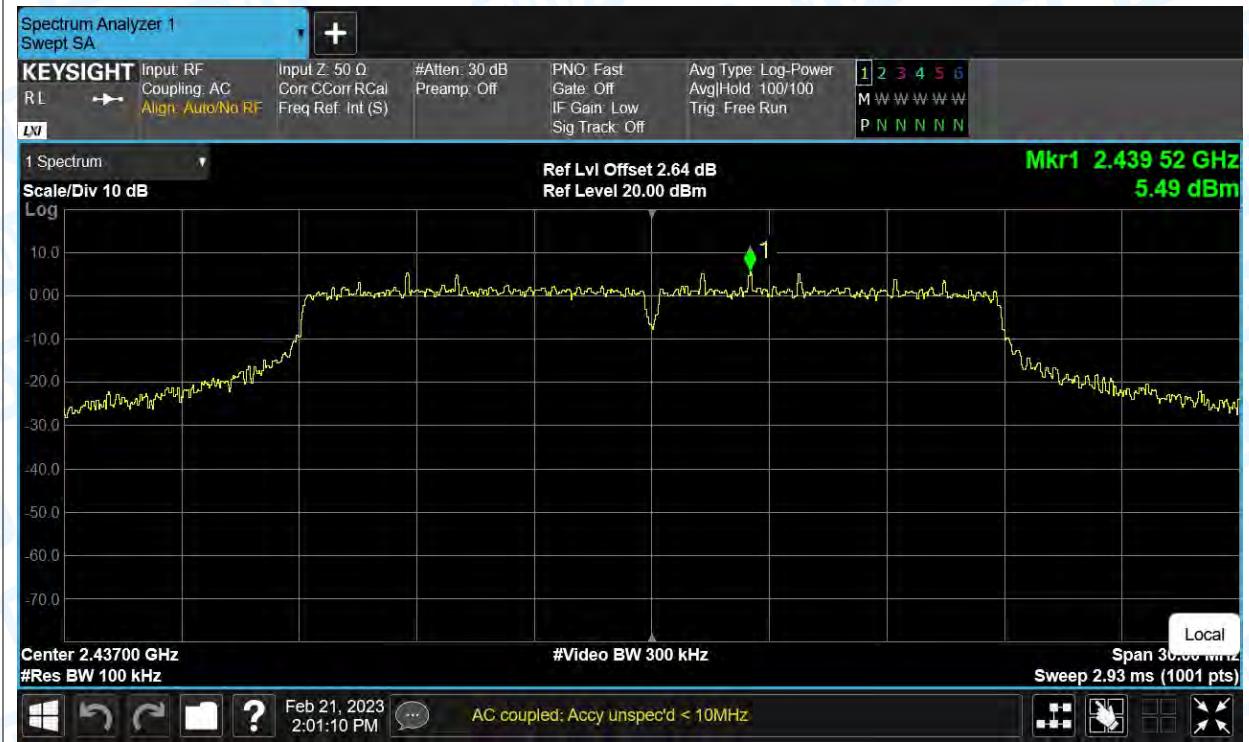 Spectrum Analyzer 1
Swept SA
+
KEYSIGHT
RL
LXI
Input: RF
Coupling: AC
Align: Auto/No RF
Input Z: 50 Ω
Corr CCorr RCal
Freq Ref: Int (S)
#Atten: 30 dB
Preamp: Off
PNO: Fast
Gate: Off
IF Gain: Low
Sig Track: Off
Avg Type: Log-Power
Avg|Hold: 100/100
Trig: Free Run
1 2 3 4 5 6
M W W W W W
P N N N N N
1 Spectrum
Scale/Div 10 dB
Ref Lvl Offset 2.64 dB
Ref Level 20.00 dBm
Mkr1 2.439 52 GHz
5.49 dBm
Log
1
10.0
0.00
-10.0
-20.0
-30.0
-40.0
-50.0
-60.0
-70.0
Local
Center 2.43700 GHz
#Video BW 300 kHz
Span 30.00 MHz
#Res BW 100 kHz
Sweep 2.93 ms (1001 pts)
?
Feb 21, 2023
2:01:10 PM
AC coupled: Accy unspec'd < 10MHz